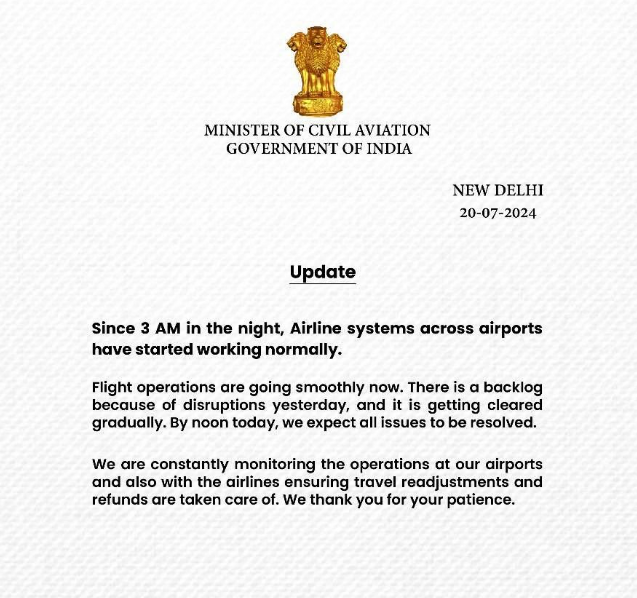 MINISTER OF CIVIL AVIATION
GOVERNMENT OF INDIA
NEW DELHI
20-07-2024
Update
Since 3 AM in the night, Airline systems across airports
have started working normally.
Flight operations are going smoothly now. There is a backlog
because of disruptions yesterday, and it is getting cleared
gradually. By noon today, we expect all issues to be resolved.
We are constantly monitoring the operations at our airports
and also with the airlines ensuring travel readjustments and
refunds are taken care of. We thank you for your patience.